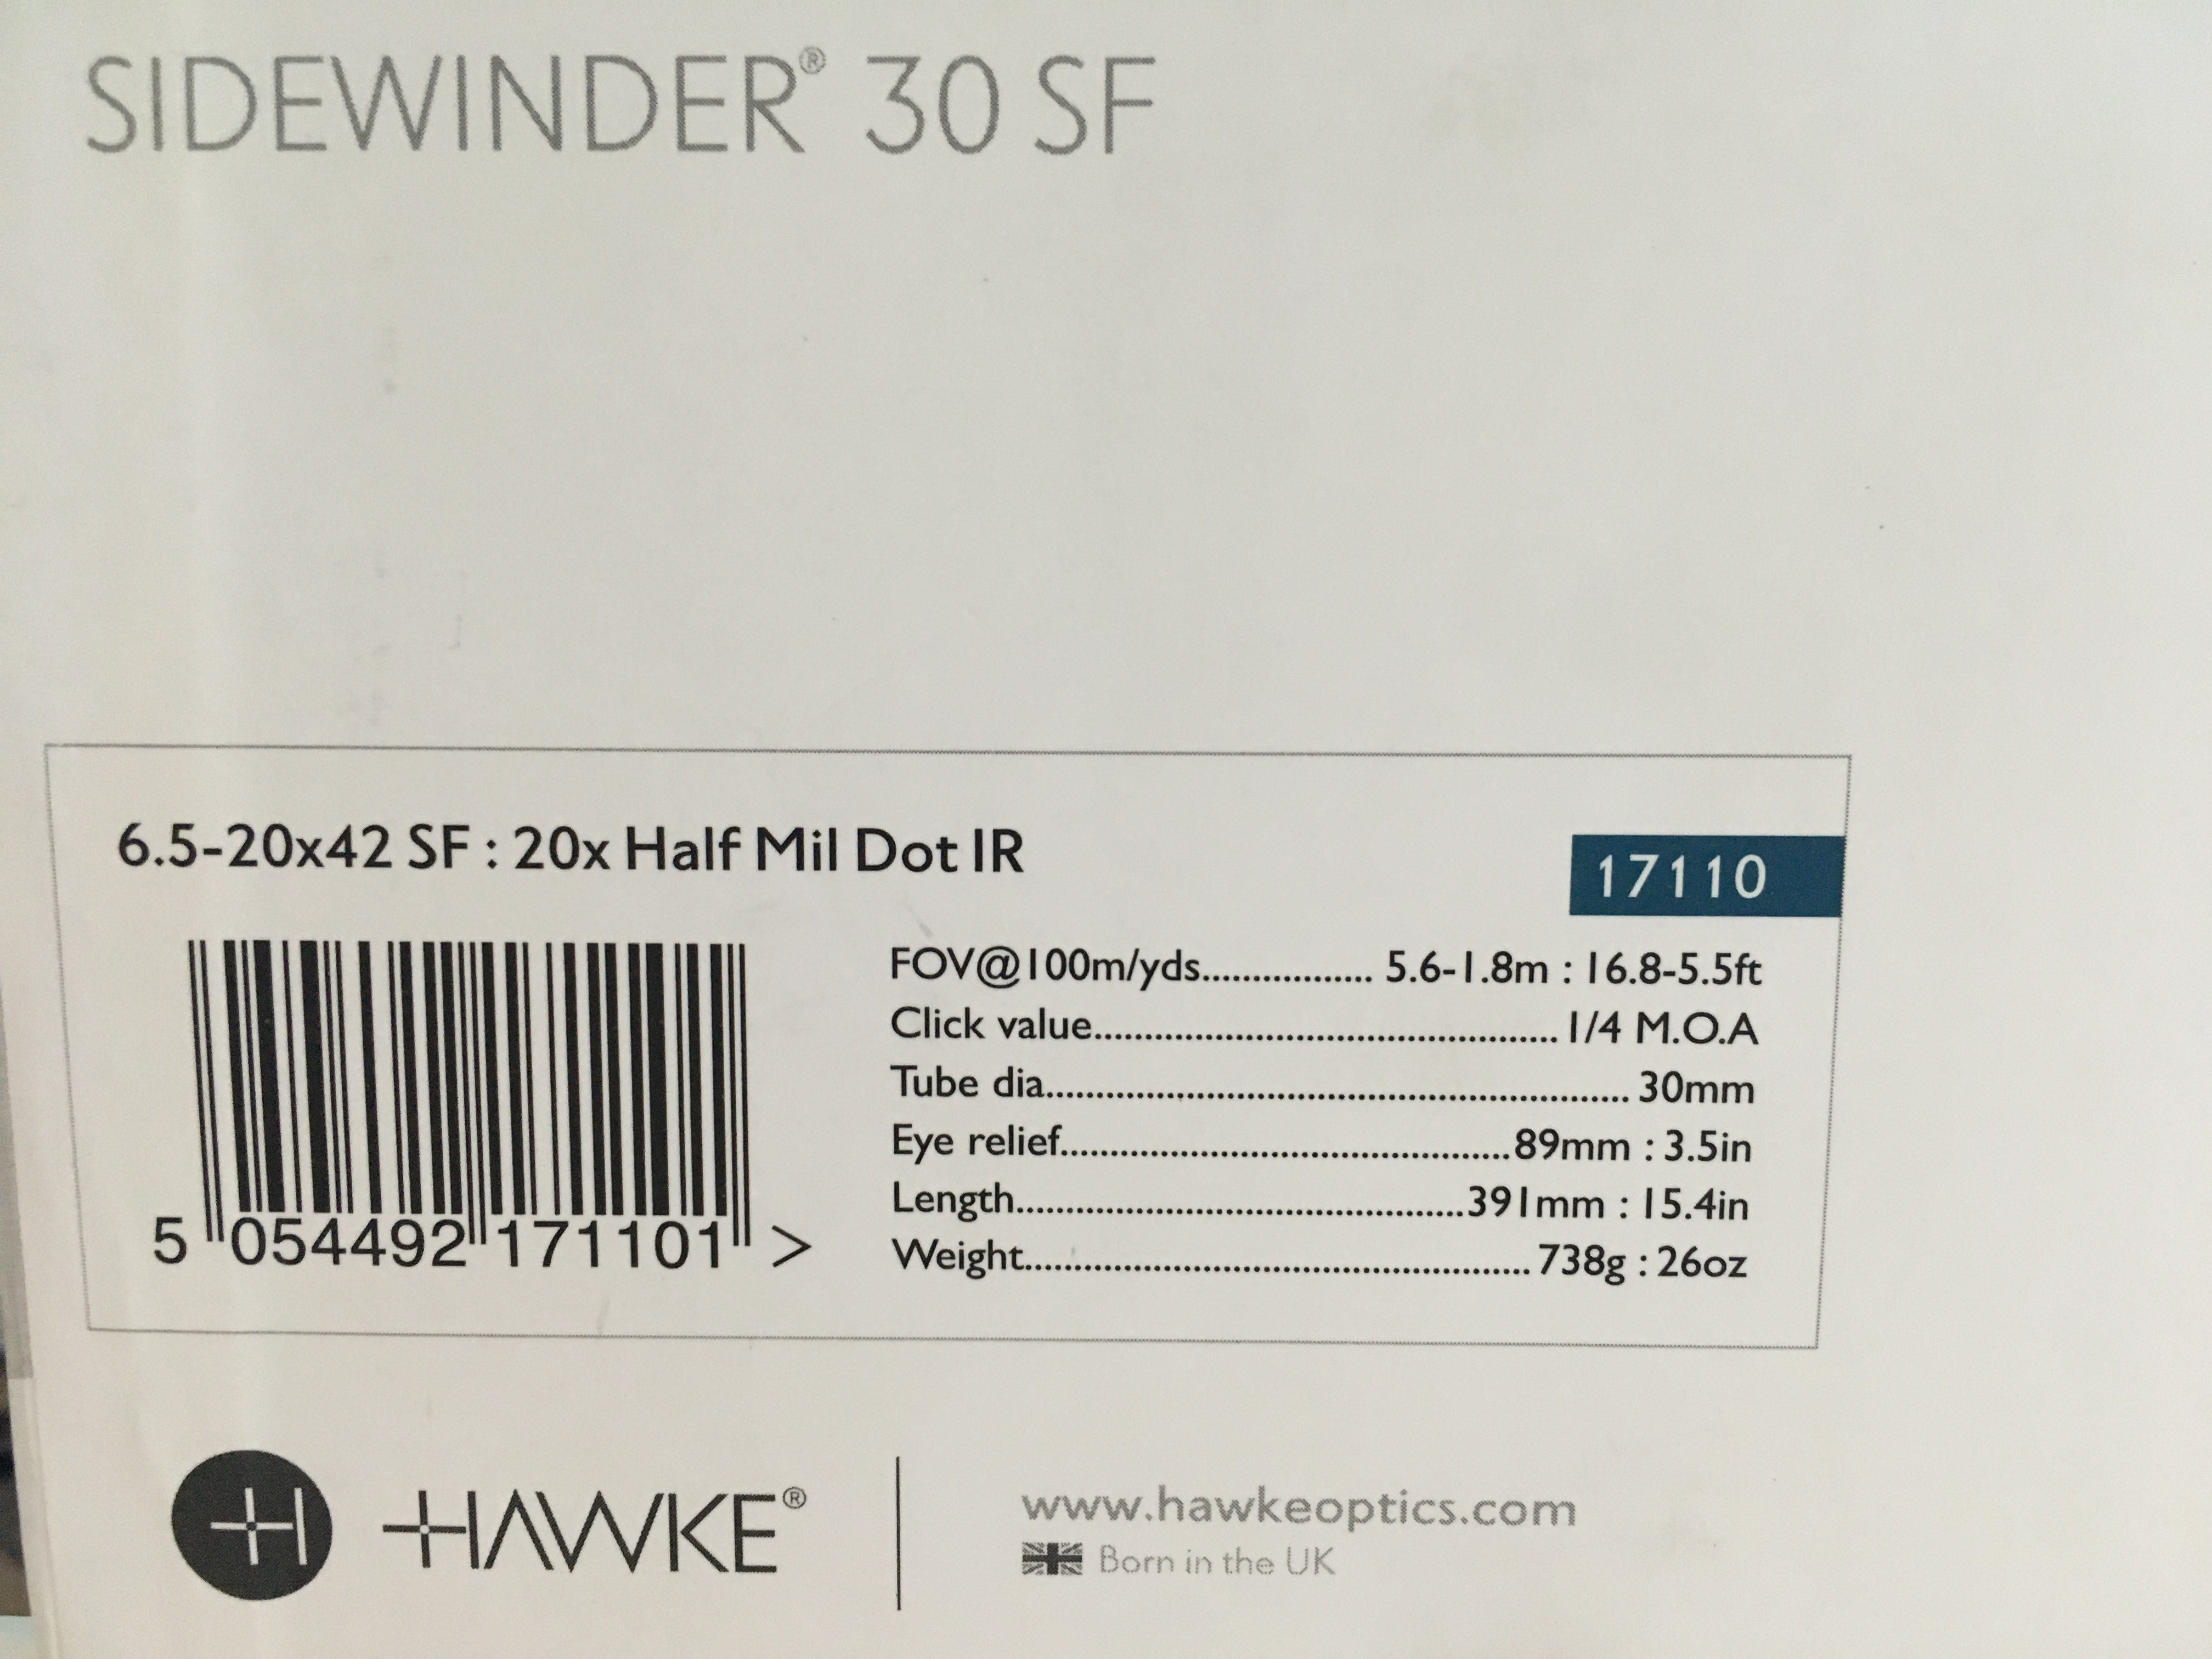 SIDEWINDER® 30 SF
6.5-20x42 SF : 20x Half Mil Dot IR
17110
FOV@100m/yds................. 5.6-1.8m : 16.8-5.5ft
Click value.............................................. 1/4 M.O.A
Tube dia.......................................................... 30mm
Eye relief.............................................89mm : 3.5in
Length.............................................391mm : 15.4in
Weight.................................................. 738g : 26oz
5 054492 171101 >
H HAWKE®
www.hawkeoptics.com
Born in the UK